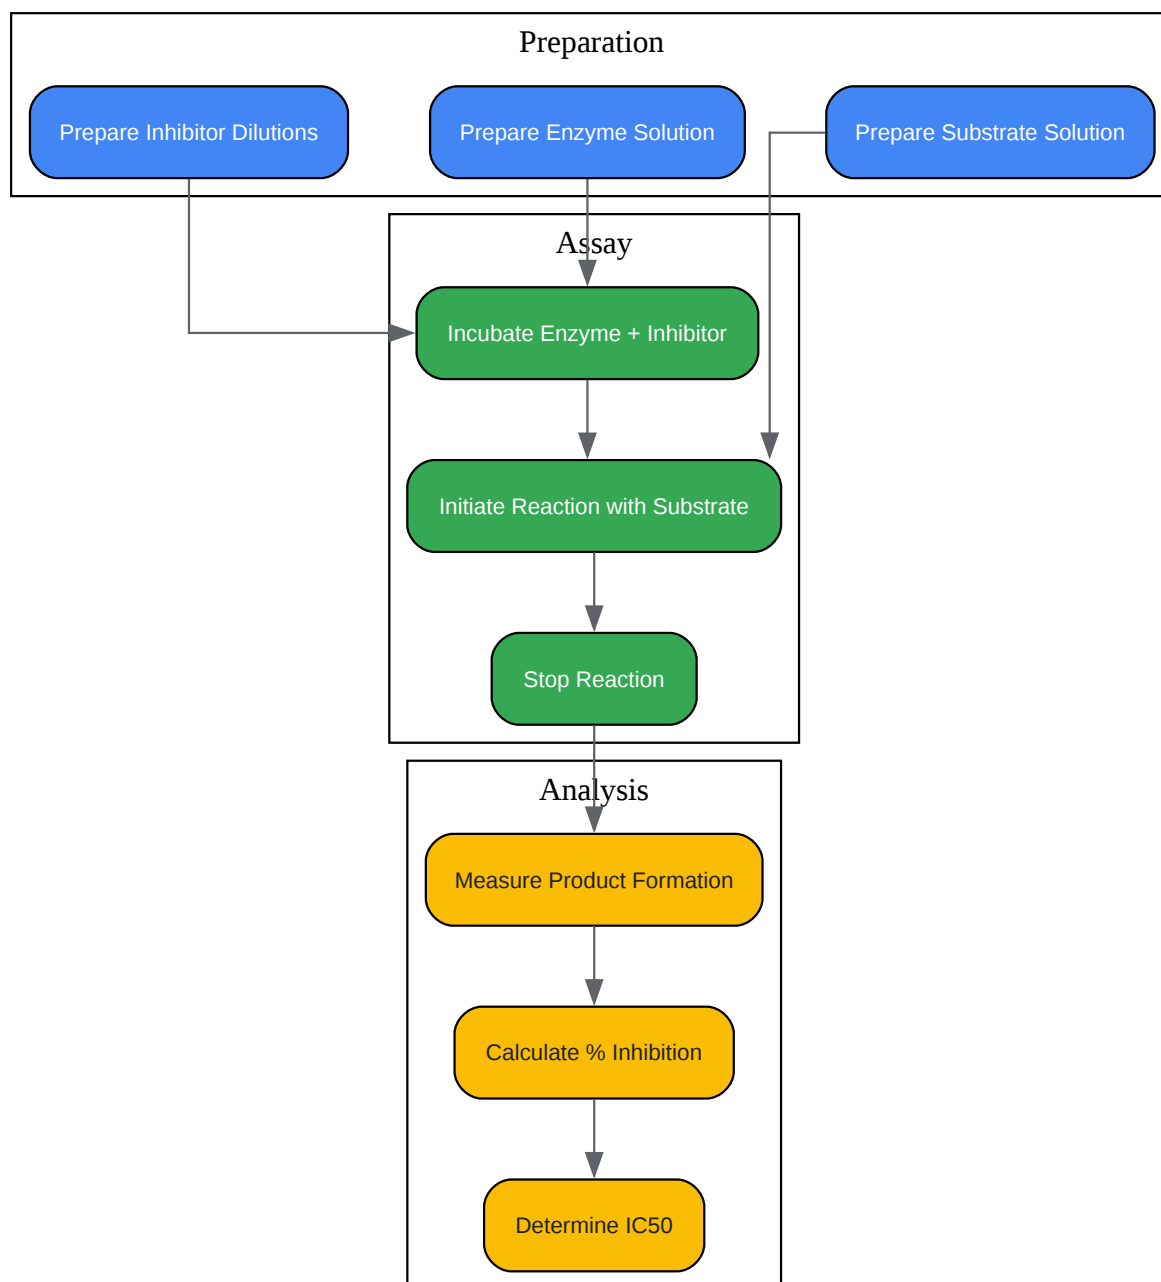 Preparation
Prepare Inhibitor Dilutions
Prepare Enzyme Solution
Prepare Substrate Solution
Assay
Incubate Enzyme + Inhibitor
Initiate Reaction with Substrate
Stop Reaction
Analysis
Measure Product Formation
Calculate % Inhibition
Determine IC50